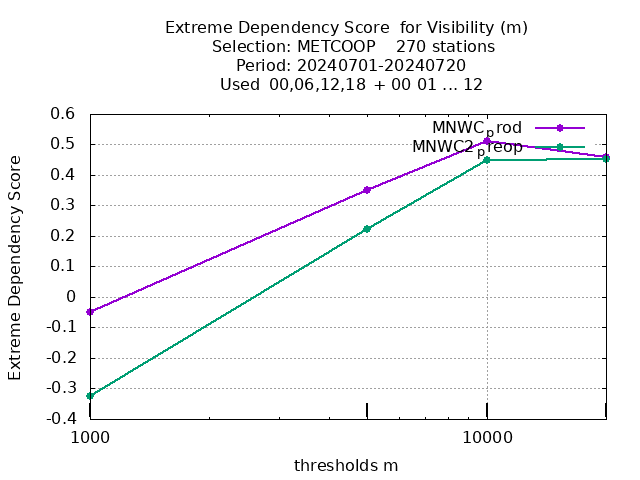 Extreme Dependency Score  for Visibility (m)
Selection: METCOOP    270 stations
Period: 20240701-20240720
Used  00,06,12,18  + 00 01 ... 12
0.6
0.5
0.4
0.3
0.2
0.1
0
-0.1
-0.2
-0.3
-0.4
Extreme Dependency Score
MNWCprod
MNWC2preop
1000
10000
thresholds m